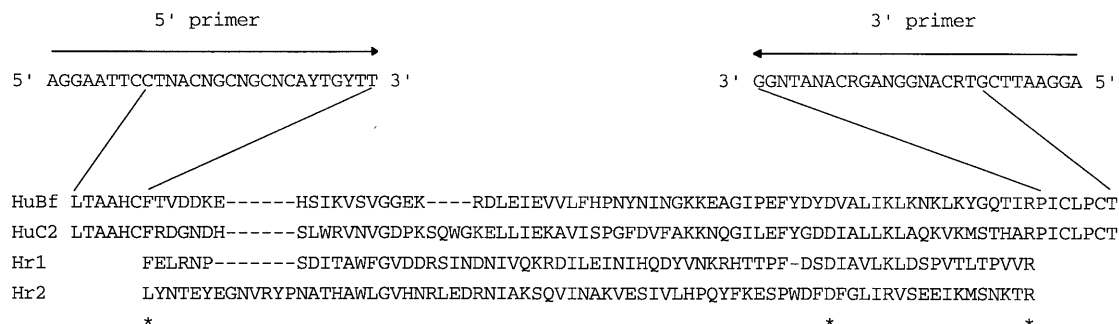 5' primer 3' primer
5' AGGAATTCCTNACNGCNGCNCAYTGYTT 3' 3' GGNTANACRGANGGNACRTGCTTAAGGA 5'
HuBf LTAAHCFTVDDKE------HSIKVSVGGEK----RDLEIEVVLFHPNYNINGKKEAGIPEFYDYDVALIKLKNKLKYGQTIRPICLPCT
HuC2 LTAAHCFRDGNDH-------SLWRVNVGDPKSQWGKELLIEKAVISPGFDVFAKKNQGILEFYGDDIALLKLAQKVKMSTHARPICLPCT
Hr1 FELRNP-------SDITAWFGVDDRSINDNIVQKRDILEINIHQDYVNKRHTTPF-DSDIAVLKLDSPVTLTPVVR
Hr2 LYNTEYEGNVRYPNATHAWLGVHNRLEDRNIAKSQVINAKVESIVLHPQYFKESPWDFDFGLIRVSEEIKMSNKTR
* * *